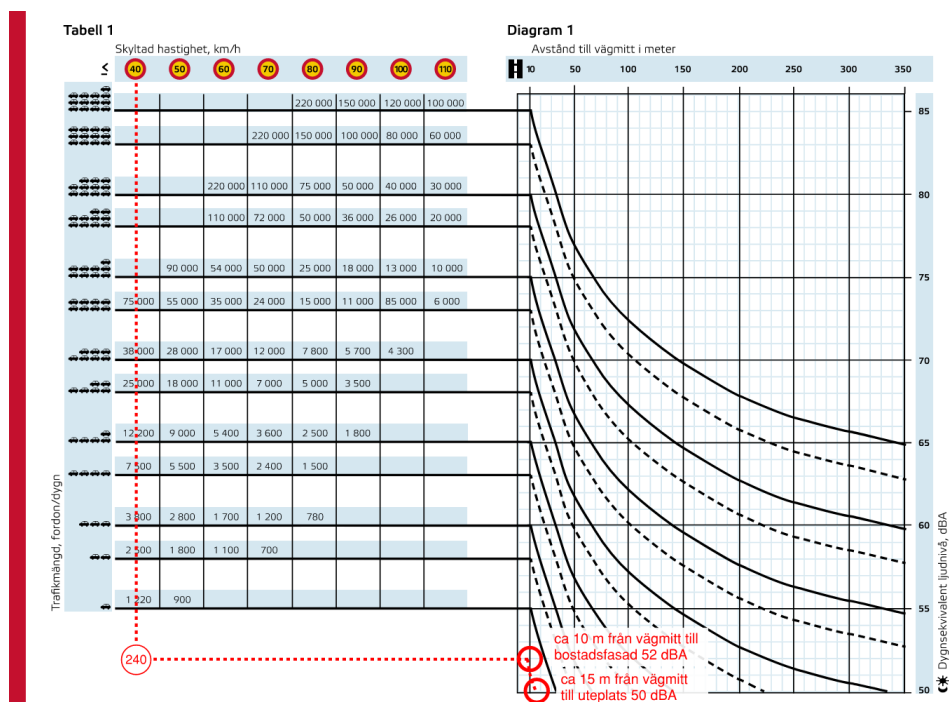 Tabell 1
Skyltad hastighet, km/h
≤ 40 50 60 70 80 90 100 110
220 000 150 000 120 000 100 000
220 000 150 000 100 000 80 000 60 000
220 000 110 000 75 000 50 000 40 000 30 000
110 000 72 000 50 000 36 000 26 000 20 000
90 000 54 000 50 000 25 000 18 000 13 000 10 000
75 000 55 000 35 000 24 000 15 000 11 000 85 000 6 000
38 000 28 000 17 000 12 000 7 800 5 700 4 300
25 000 18 000 11 000 7 000 5 000 3 500
12 200 9 000 5 400 3 600 2 500 1 800
7 500 5 500 3 500 2 400 1 500
3 800 2 800 1 700 1 200 780
2 500 1 800 1 100 700
1 220 900
240
Trafikmängd, fordon/dygn
Diagram 1
Avstånd till vägmitt i meter
10 50 100 150 200 250 300 350
85
80
75
70
65
60
55
50
ca 10 m från vägmitt till
bostadsfasad 52 dBA
ca 15 m från vägmitt
till uteplats 50 dBA
Dygnsekvivalent ljudnivå, dBA